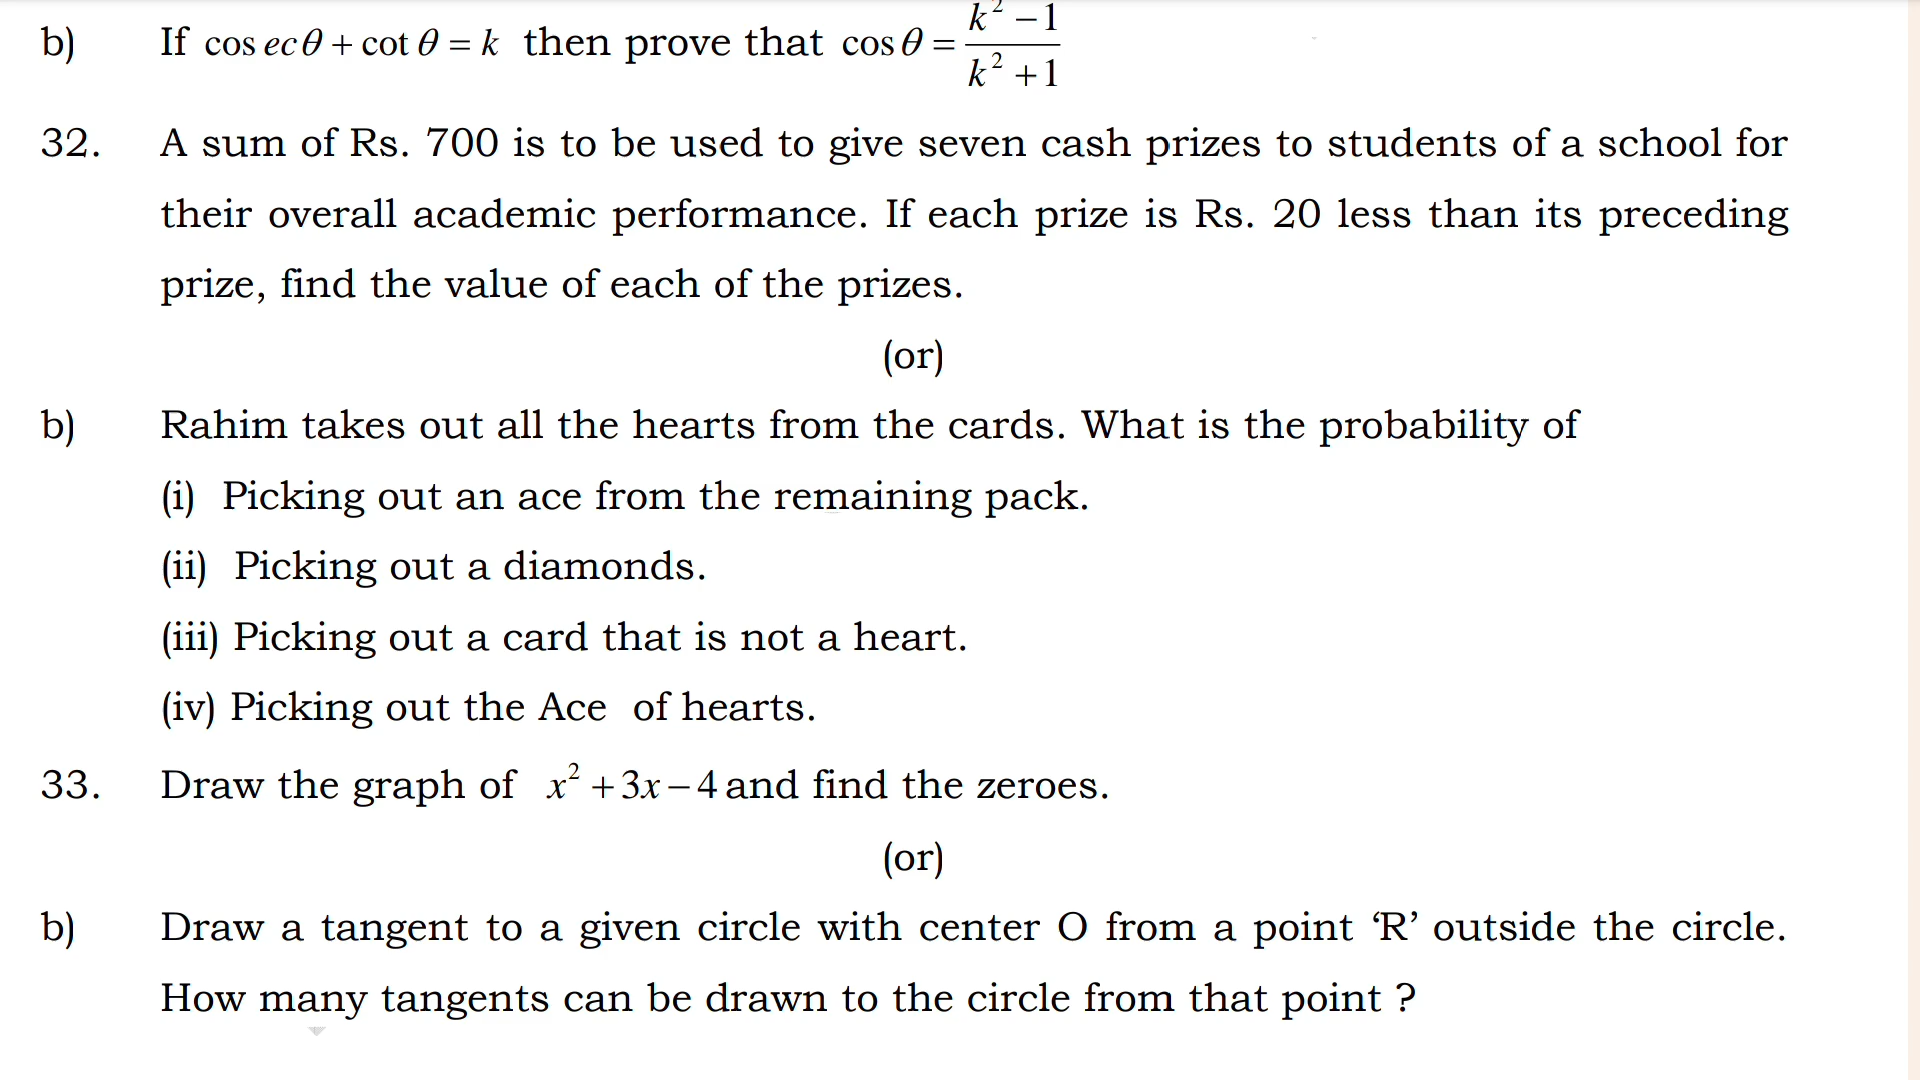 b) If cos ecθ + cot θ = k then prove that cos θ = (k² − 1)/(k² + 1)
32. A sum of Rs. 700 is to be used to give seven cash prizes to students of a school for
their overall academic performance. If each prize is Rs. 20 less than its preceding
prize, find the value of each of the prizes.
(or)
b) Rahim takes out all the hearts from the cards. What is the probability of
(i) Picking out an ace from the remaining pack.
(ii) Picking out a diamonds.
(iii) Picking out a card that is not a heart.
(iv) Picking out the Ace of hearts.
33. Draw the graph of x² + 3x − 4 and find the zeroes.
(or)
b) Draw a tangent to a given circle with center O from a point ‘R’ outside the circle.
How many tangents can be drawn to the circle from that point ?